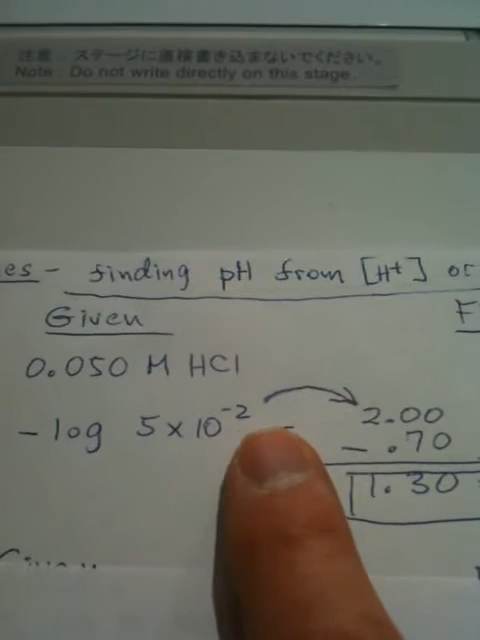 注意 : ステージに直接書き込まないでください。
Note : Do not write directly on this stage.
es - finding pH from [H+] or
Given
0.050 M HCl
-log 5 x 10^-2 2.00
- .70
1.30